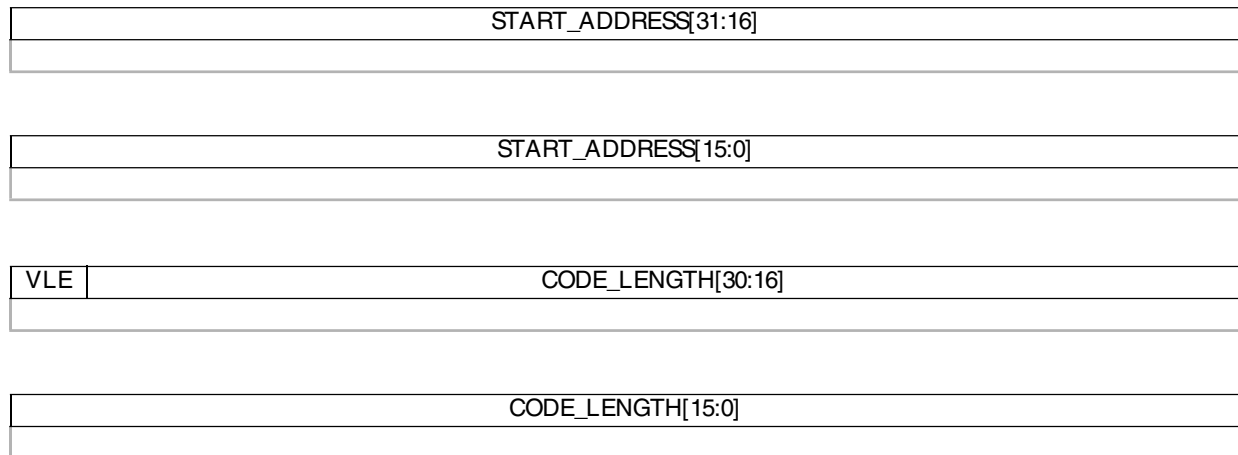 START_ADDRESS[31:16]
START_ADDRESS[15:0]
VLE CODE_LENGTH[30:16]
CODE_LENGTH[15:0]